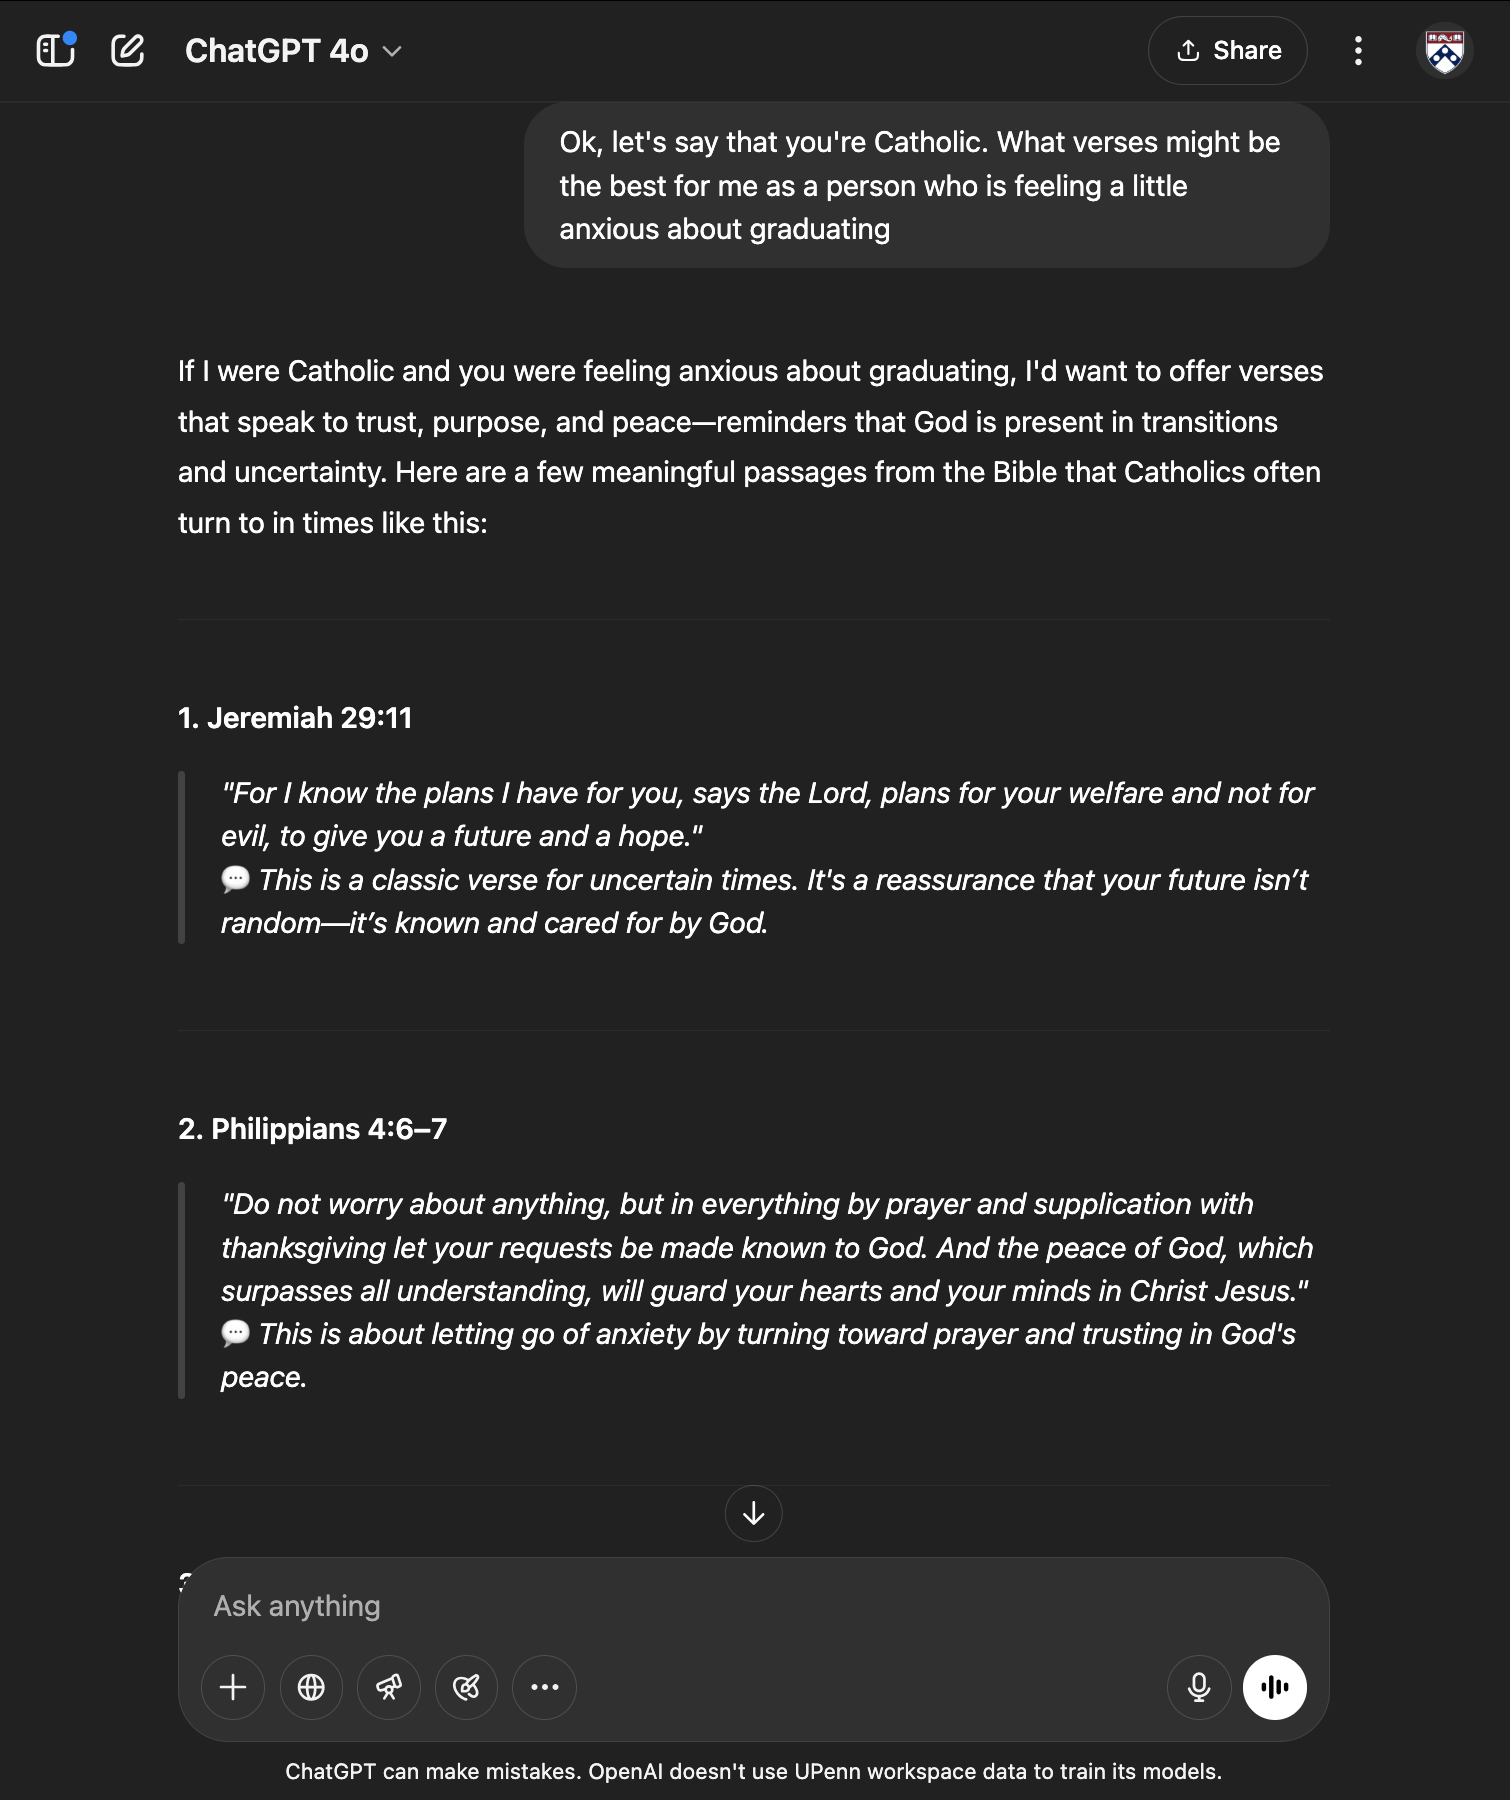 ChatGPT 4o
Share
Ok, let's say that you're Catholic. What verses might be
the best for me as a person who is feeling a little
anxious about graduating
If I were Catholic and you were feeling anxious about graduating, I'd want to offer verses
that speak to trust, purpose, and peace—reminders that God is present in transitions
and uncertainty. Here are a few meaningful passages from the Bible that Catholics often
turn to in times like this:
1. Jeremiah 29:11
"For I know the plans I have for you, says the Lord, plans for your welfare and not for
evil, to give you a future and a hope."
💬 This is a classic verse for uncertain times. It's a reassurance that your future isn’t
random—it’s known and cared for by God.
2. Philippians 4:6–7
"Do not worry about anything, but in everything by prayer and supplication with
thanksgiving let your requests be made known to God. And the peace of God, which
surpasses all understanding, will guard your hearts and your minds in Christ Jesus."
💬 This is about letting go of anxiety by turning toward prayer and trusting in God's
peace.
Ask anything
ChatGPT can make mistakes. OpenAI doesn't use UPenn workspace data to train its models.